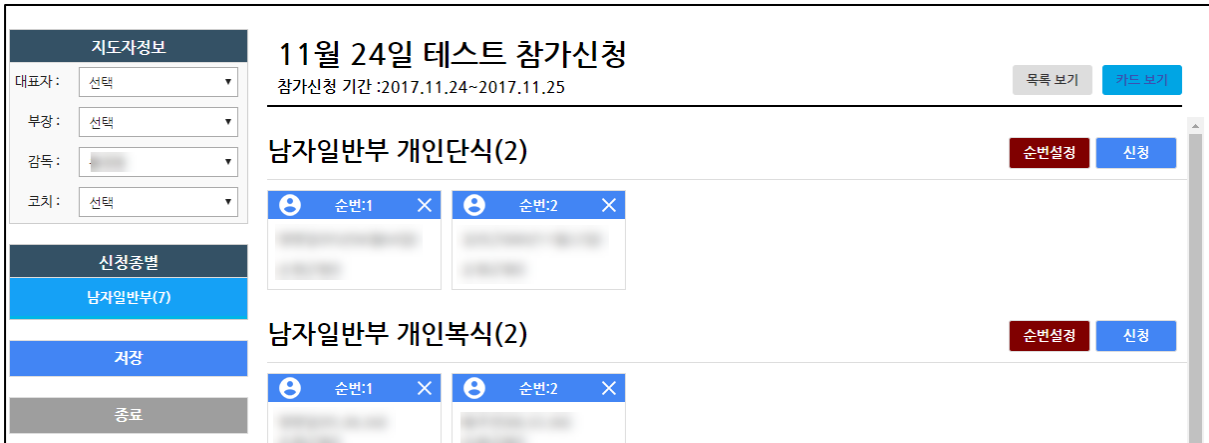 지도자정보
대표자 : 선택
부장 : 선택
감독 :
코치 : 선택
신청종별
남자일반부(7)
저장
종료
11월 24일 테스트 참가신청
참가신청 기간 :2017.11.24~2017.11.25
목록 보기
카드 보기
남자일반부 개인단식(2)
순번설정
신청
순번:1
순번:2
남자일반부 개인복식(2)
순번설정
신청
순번:1
순번:2